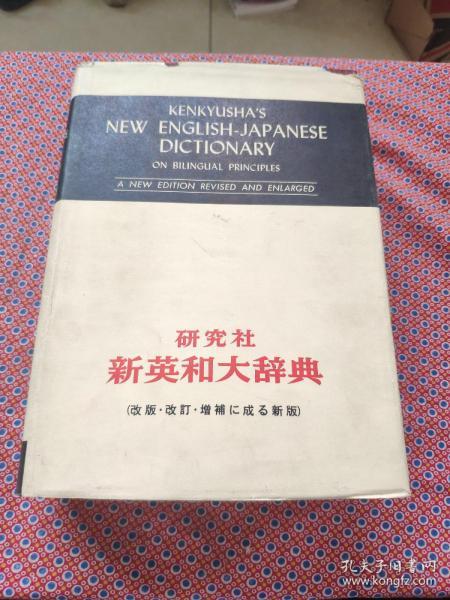 KENKYUSHA'S
NEW ENGLISH-JAPANESE
DICTIONARY
ON BILINGUAL PRINCIPLES
A NEW EDITION REVISED AND ENLARGED
研究社
新英和大辞典
(改版・改訂・増補に成る新版)
孔夫子旧书网
www.kongfz.com